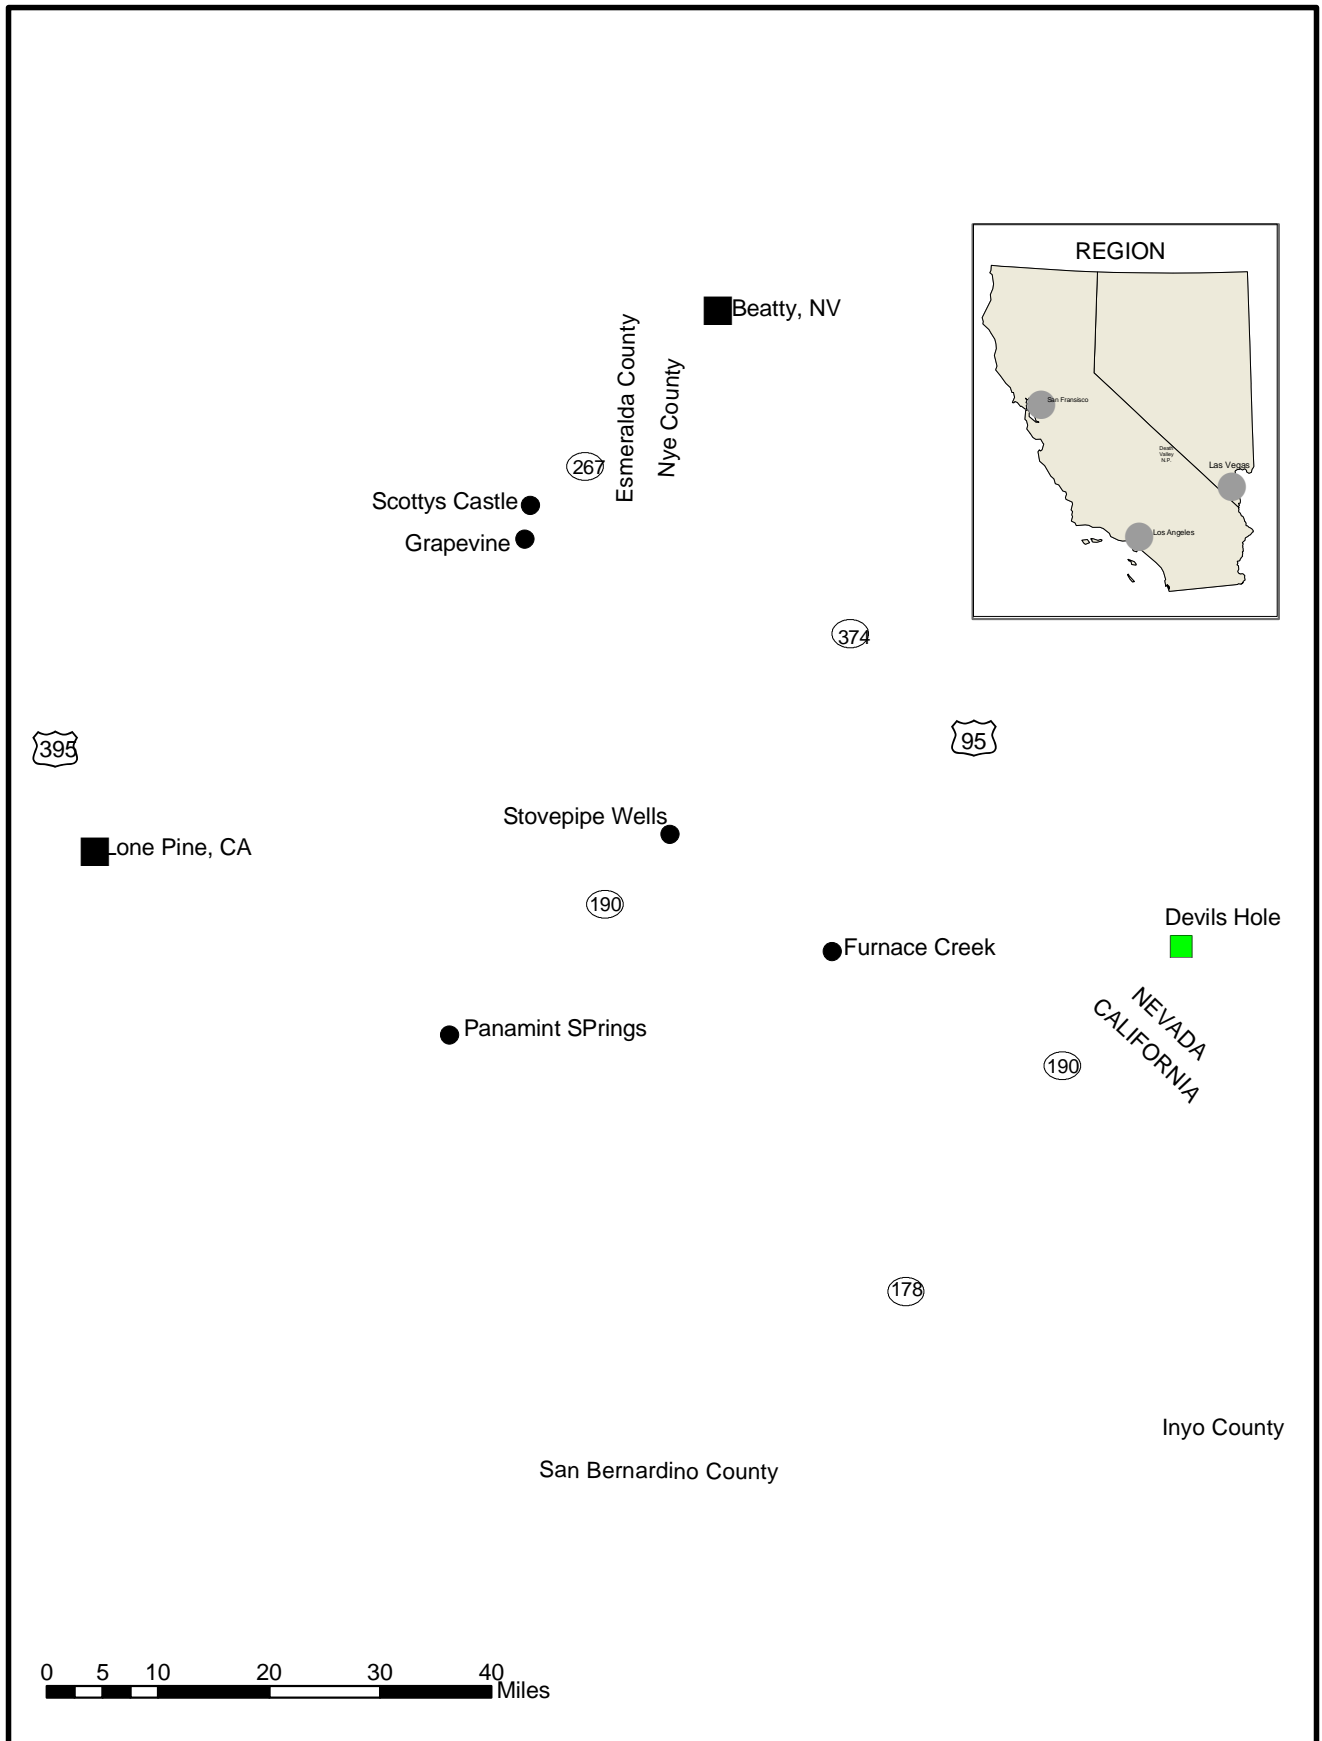 REGION
San Fransisco
Death
Valley
N.P.
Las Vegas
Los Angeles
Beatty, NV
Esmeralda County
Nye County
267
Scottys Castle
Grapevine
374
395
95
Stovepipe Wells
Lone Pine, CA
190
Devils Hole
Furnace Creek
NEVADA
CALIFORNIA
Panamint SPrings
190
178
Inyo County
San Bernardino County
0 5 10 20 30 40
Miles